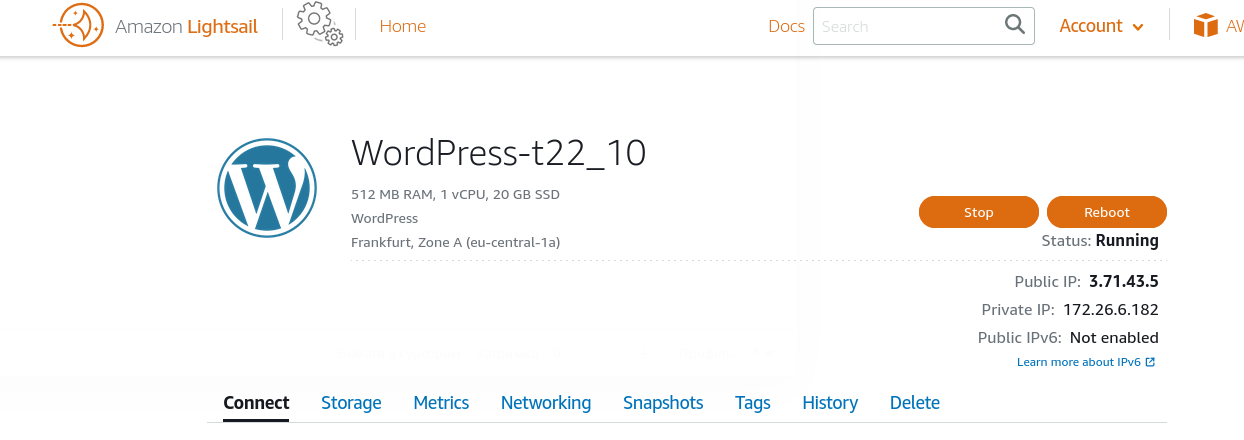 Amazon Lightsail
Home
Docs
Search
Account
WordPress-t22_10
512 MB RAM, 1 vCPU, 20 GB SSD
WordPress
Frankfurt, Zone A (eu-central-1a)
Stop
Reboot
Status: Running
Public IP: 3.71.43.5
Private IP: 172.26.6.182
Public IPv6: Not enabled
Learn more about IPv6
Connect
Storage
Metrics
Networking
Snapshots
Tags
History
Delete